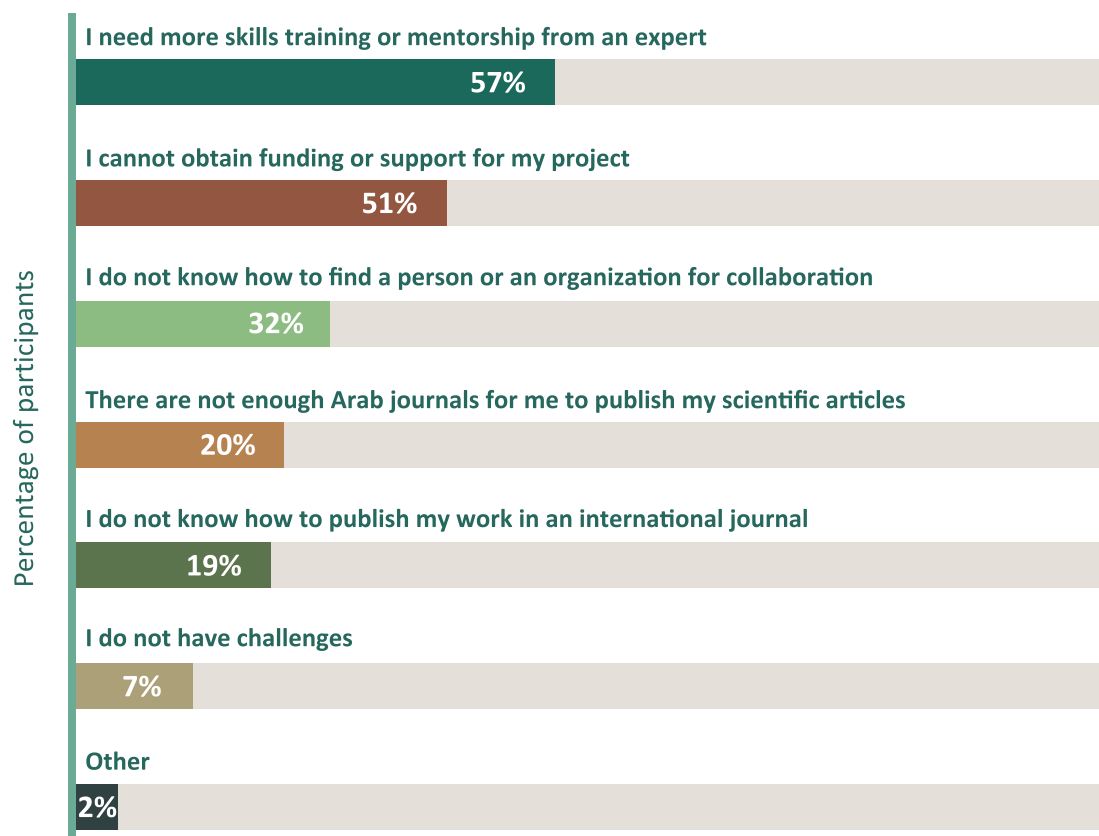 Percentage of participants
I need more skills training or mentorship from an expert
57%
I cannot obtain funding or support for my project
51%
I do not know how to find a person or an organization for collaboration
32%
There are not enough Arab journals for me to publish my scientific articles
20%
I do not know how to publish my work in an international journal
19%
I do not have challenges
7%
Other
2%